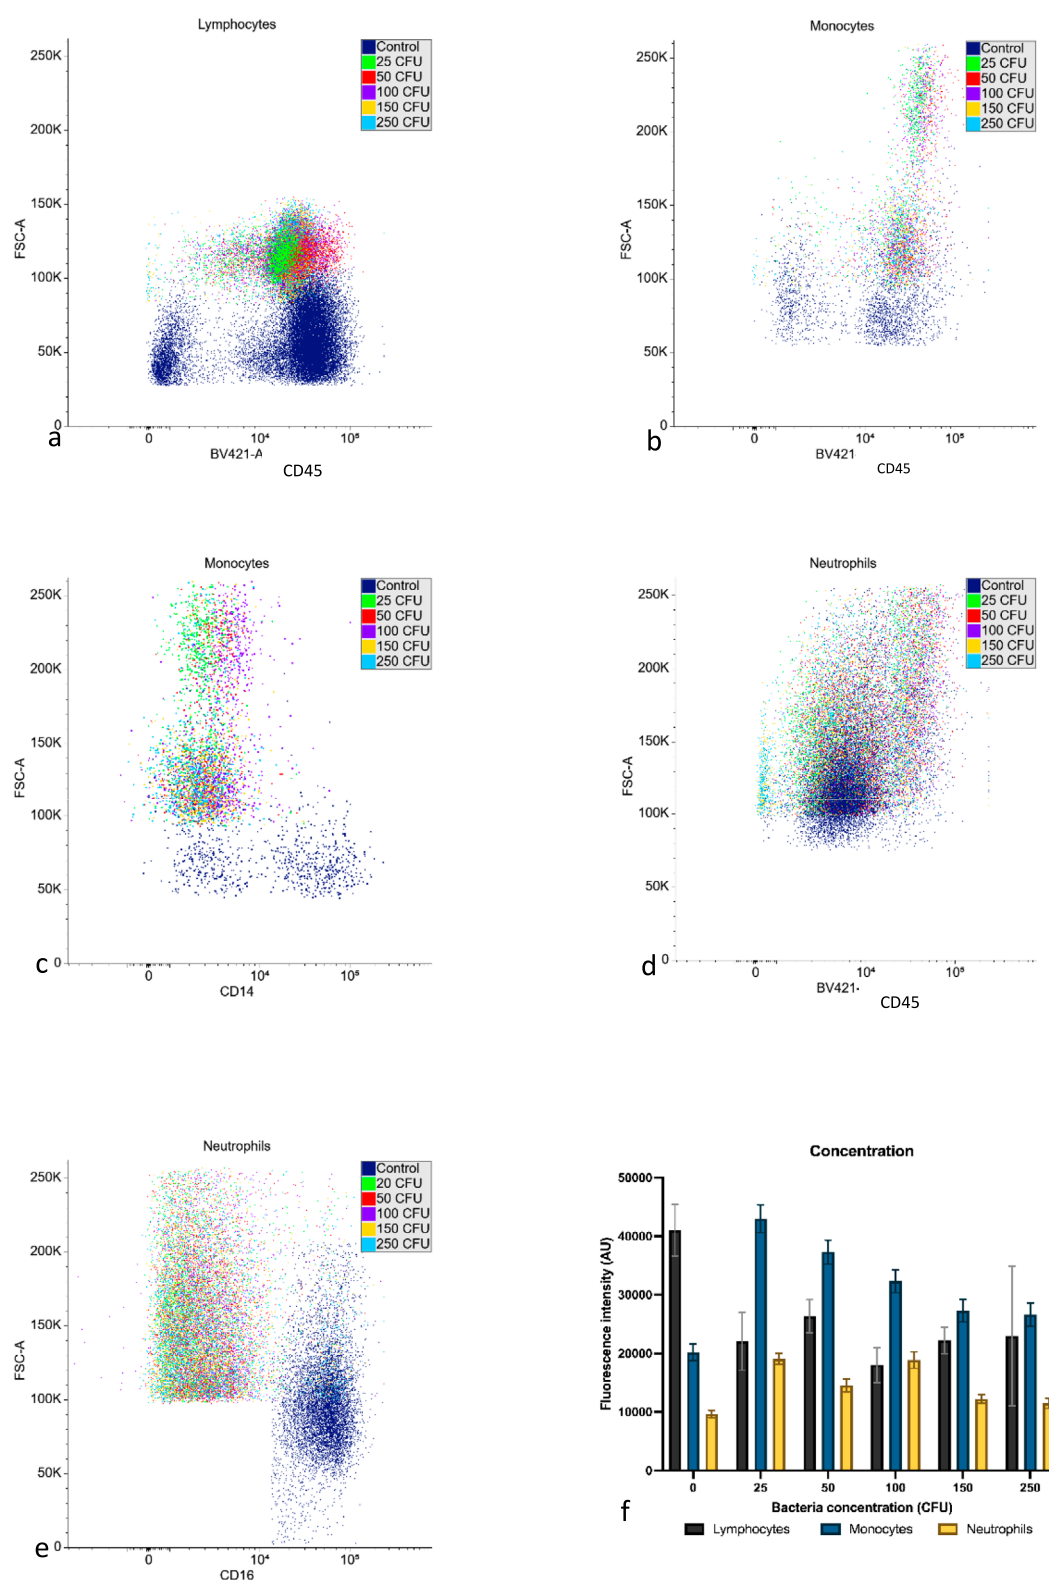 Lymphocytes
250K
200K
150K
100K
50K
0
FSC-A
Control
25 CFU
50 CFU
100 CFU
150 CFU
250 CFU
0 10⁴ 10⁵
BV421-A
CD45
a
Monocytes
250K
200K
150K
100K
50K
0
FSC-A
Control
25 CFU
50 CFU
100 CFU
150 CFU
250 CFU
0 10⁴ 10⁵
BV421
CD45
b
Monocytes
250K
200K
150K
100K
50K
0
FSC-A
Control
25 CFU
50 CFU
100 CFU
150 CFU
250 CFU
0 10⁴ 10⁵
CD14
c
Neutrophils
250K
200K
150K
100K
50K
0
FSC-A
Control
25 CFU
50 CFU
100 CFU
150 CFU
250 CFU
0 10⁴ 10⁵
BV421-
CD45
d
Neutrophils
250K
200K
150K
100K
50K
0
FSC-A
Control
20 CFU
50 CFU
100 CFU
150 CFU
250 CFU
0 10⁴ 10⁵
CD16
e
Concentration
50000
40000
30000
20000
10000
0
Fluorescence intensity (AU)
0 25 50 100 150 250
Bacteria concentration (CFU)
Lymphocytes Monocytes Neutrophils
f